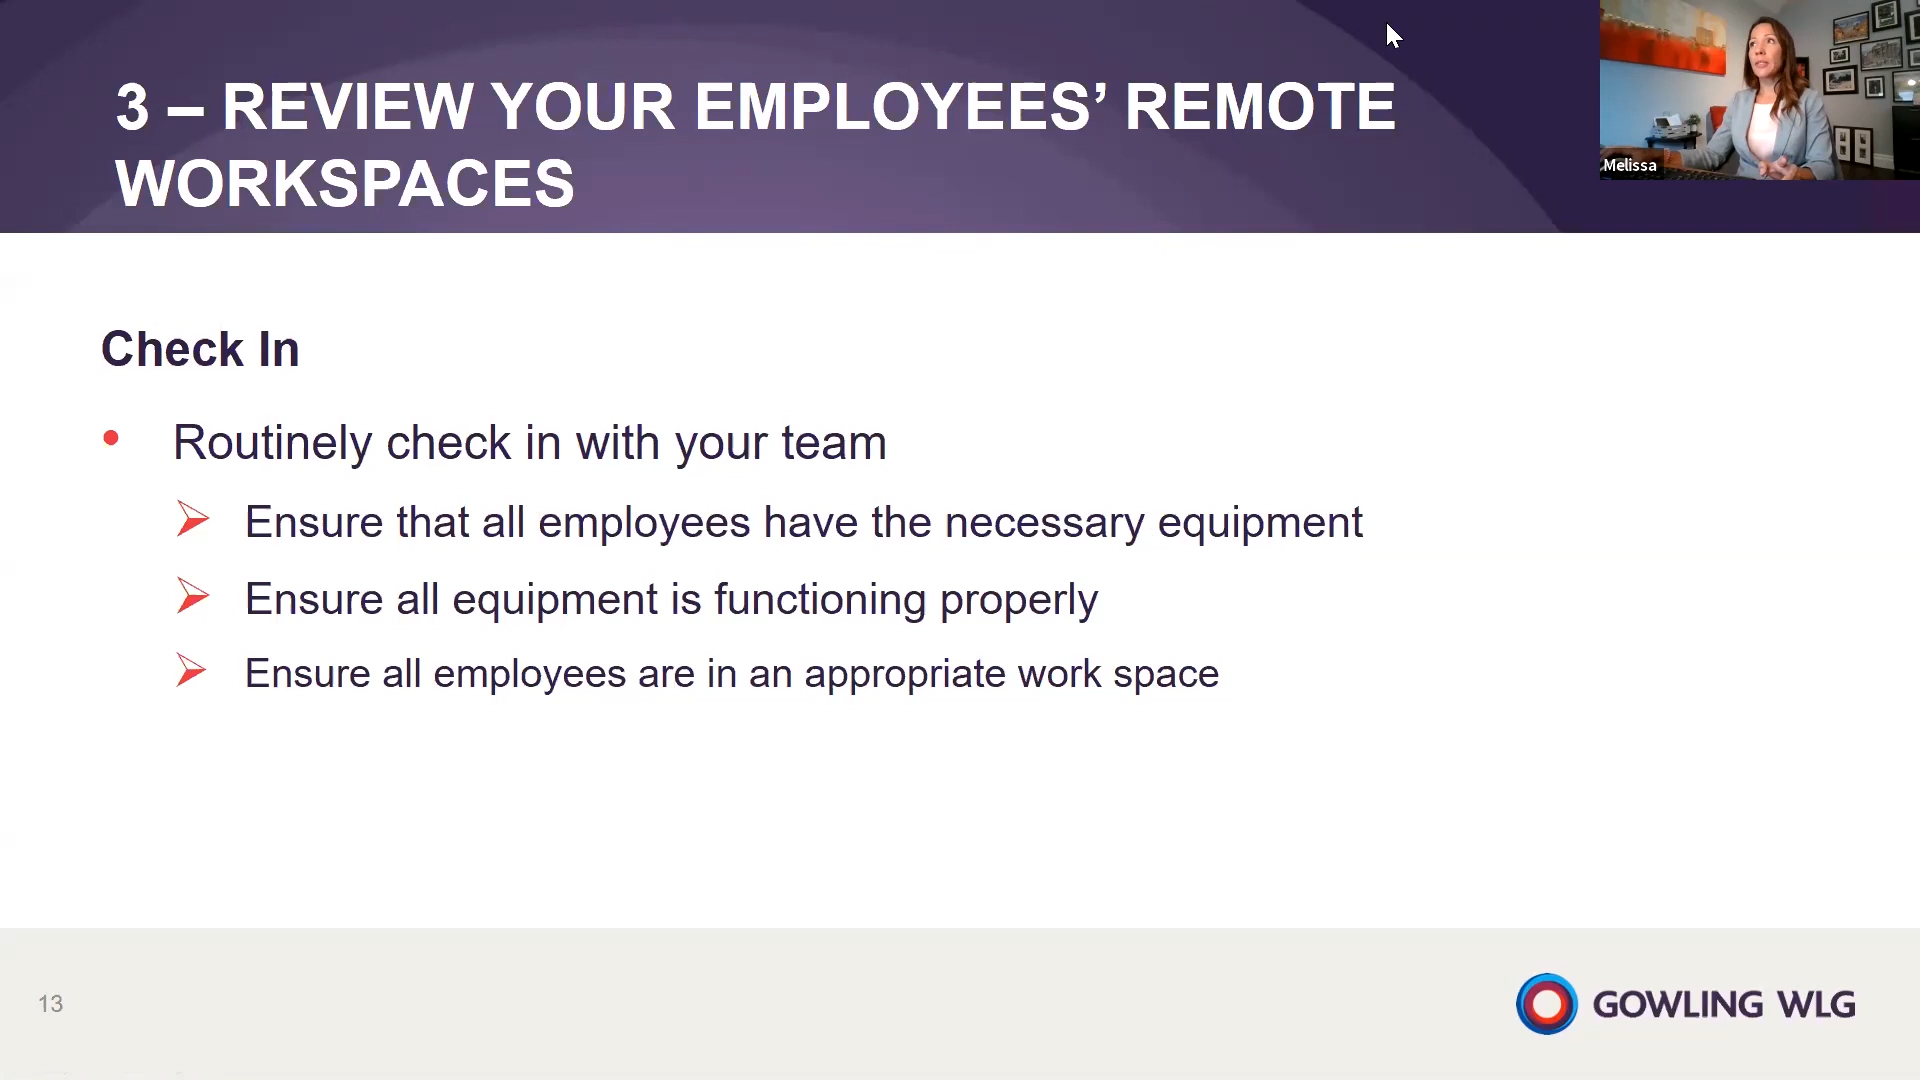 3 – REVIEW YOUR EMPLOYEES’ REMOTE
WORKSPACES
Melissa
Check In
• Routinely check in with your team
➢ Ensure that all employees have the necessary equipment
➢ Ensure all equipment is functioning properly
➢ Ensure all employees are in an appropriate work space
13
GOWLING WLG